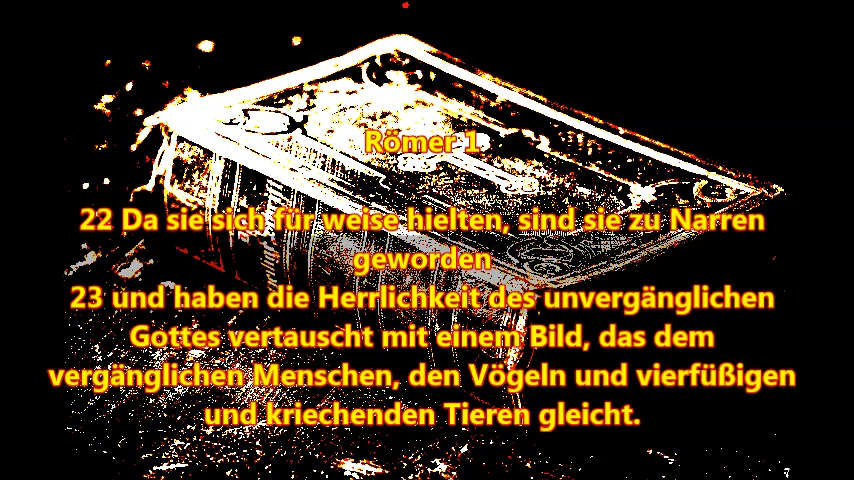 Römer 1
22 Da sie sich für weise hielten, sind sie zu Narren
geworden
23 und haben die Herrlichkeit des unvergänglichen
Gottes vertauscht mit einem Bild, das dem
vergänglichen Menschen, den Vögeln und vierfüßigen
und kriechenden Tieren gleicht.
7